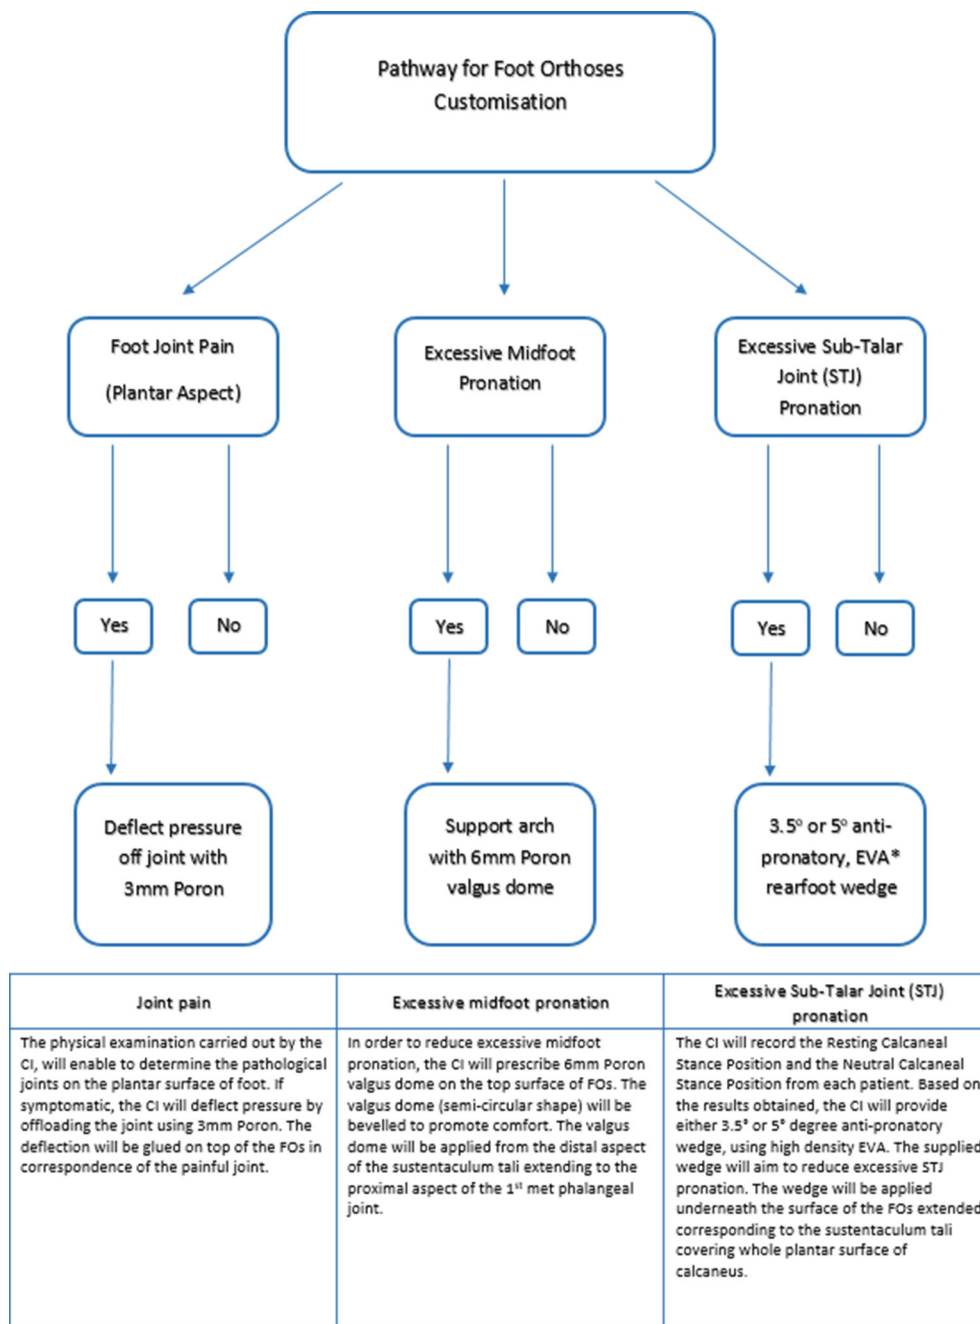 Pathway for Foot Orthoses
Customisation
Foot Joint Pain
(Plantar Aspect)
Excessive Midfoot
Pronation
Excessive Sub-Talar
Joint (STJ)
Pronation
Yes
No
Yes
No
Yes
No
Deflect pressure
off joint with
3mm Poron
Support arch
with 6mm Poron
valgus dome
3.5° or 5° anti-
pronatory, EVA*
rearfoot wedge
Joint pain
The physical examination carried out by the
CI, will enable to determine the pathological
joints on the plantar surface of foot. If
symptomatic, the CI will deflect pressure by
offloading the joint using 3mm Poron. The
deflection will be glued on top of the FOs in
correspondence of the painful joint.
Excessive midfoot pronation
In order to reduce excessive midfoot
pronation, the CI will prescribe 6mm Poron
valgus dome on the top surface of FOs. The
valgus dome (semi-circular shape) will be
bevelled to promote comfort. The valgus
dome will be applied from the distal aspect
of the sustentaculum tali extending to the
proximal aspect of the 1st met phalangeal
joint.
Excessive Sub-Talar Joint (STJ)
pronation
The CI will record the Resting Calcaneal
Stance Position and the Neutral Calcaneal
Stance Position from each patient. Based on
the results obtained, the CI will provide
either 3.5° or 5° degree anti-pronatory
wedge, using high density EVA. The supplied
wedge will aim to reduce excessive STJ
pronation. The wedge will be applied
underneath the surface of the FOs extended
corresponding to the sustentaculum tali
covering whole plantar surface of
calcaneus.